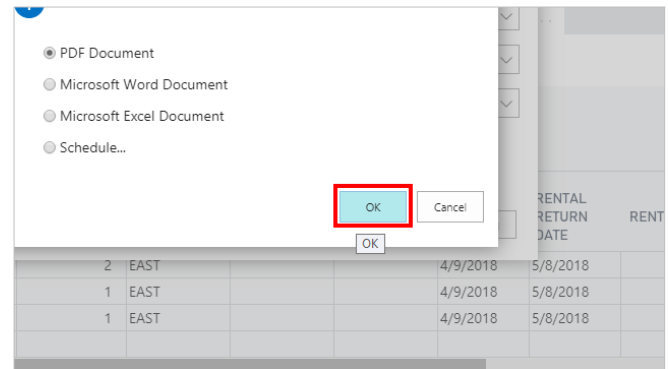 PDF Document
Microsoft Word Document
Microsoft Excel Document
Schedule...
OK Cancel
OK
RENTAL
RETURN RENT
DATE
2 EAST 4/9/2018 5/8/2018
1 EAST 4/9/2018 5/8/2018
1 EAST 4/9/2018 5/8/2018